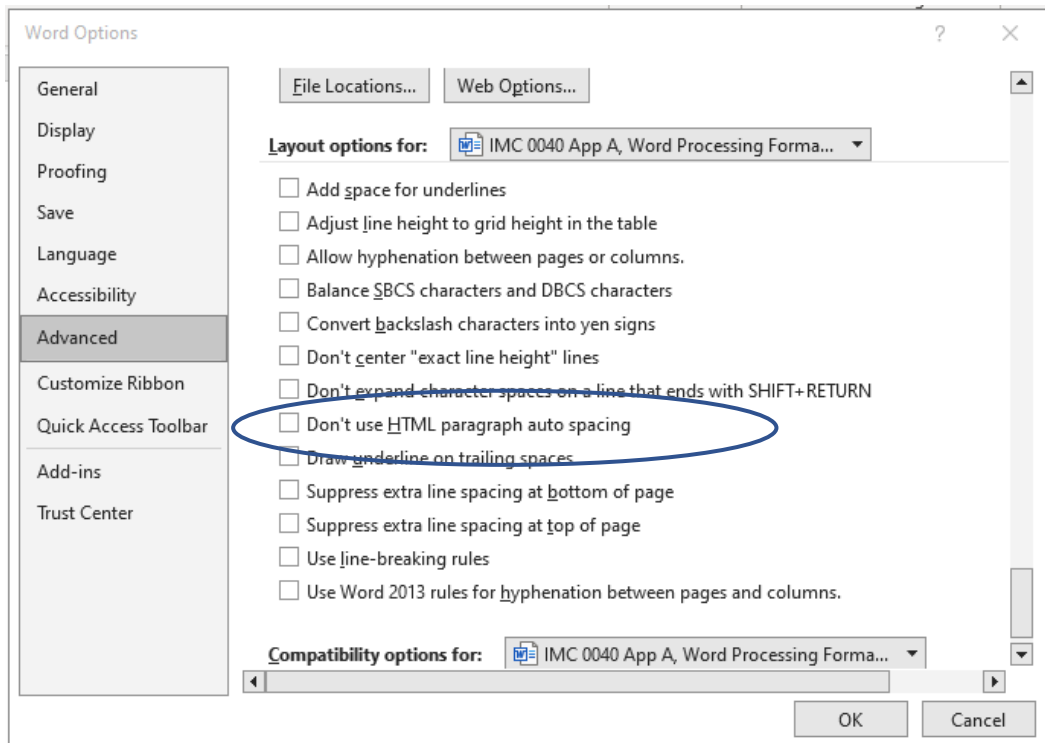 Word Options
?
General
Display
Proofing
Save
Language
Accessibility
Advanced
Customize Ribbon
Quick Access Toolbar
Add-ins
Trust Center
File Locations... Web Options...
Layout options for: IMC 0040 App A, Word Processing Forma...
Add space for underlines
Adjust line height to grid height in the table
Allow hyphenation between pages or columns.
Balance SBCS characters and DBCS characters
Convert backslash characters into yen signs
Don't center "exact line height" lines
Don't expand character spaces on a line that ends with SHIFT+RETURN
Don't use HTML paragraph auto spacing
Draw underline on trailing spaces
Suppress extra line spacing at bottom of page
Suppress extra line spacing at top of page
Use line-breaking rules
Use Word 2013 rules for hyphenation between pages and columns.
Compatibility options for: IMC 0040 App A, Word Processing Forma...
OK Cancel